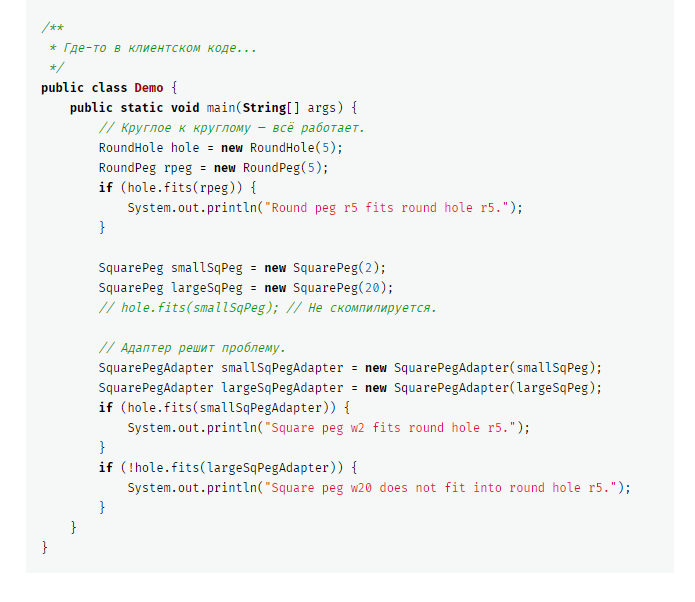 /**
 * Где-то в клиентском коде...
 */
public class Demo {
    public static void main(String[] args) {
        // Круглое к круглому — всё работает.
        RoundHole hole = new RoundHole(5);
        RoundPeg rpeg = new RoundPeg(5);
        if (hole.fits(rpeg)) {
            System.out.println("Round peg r5 fits round hole r5.");
        }

        SquarePeg smallSqPeg = new SquarePeg(2);
        SquarePeg largeSqPeg = new SquarePeg(20);
        // hole.fits(smallSqPeg); // Не скомпилируется.

        // Адаптер решит проблему.
        SquarePegAdapter smallSqPegAdapter = new SquarePegAdapter(smallSqPeg);
        SquarePegAdapter largeSqPegAdapter = new SquarePegAdapter(largeSqPeg);
        if (hole.fits(smallSqPegAdapter)) {
            System.out.println("Square peg w2 fits round hole r5.");
        }
        if (!hole.fits(largeSqPegAdapter)) {
            System.out.println("Square peg w20 does not fit into round hole r5.");
        }
    }
}